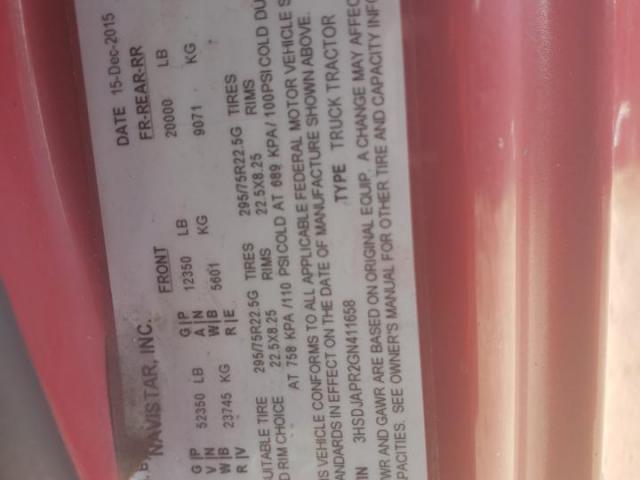 NAVISTAR, INC. DATE 15-Dec-2015
G|P G|P FRONT FR-REAR-RR
V|N 52350 LB A|N 12350 LB 20000 LB
W|B 23745 KG W|B 5601 KG 9071 KG
R|V R|E
UITABLE TIRE 295/75R22.5G TIRES 295/75R22.5G TIRES
D RIM CHOICE 22.5X8.25 RIMS 22.5X8.25 RIMS
AT 758 KPA /110 PSI COLD AT 689 KPA/ 100PSI COLD DU
IS VEHICLE CONFORMS TO ALL APPLICABLE FEDERAL MOTOR VEHICLE S
ANDARDS IN EFFECT ON THE DATE OF MANUFACTURE SHOWN ABOVE.
IN 3HSDJAPR2GN411658 TYPE TRUCK TRACTOR
WR AND GAWR ARE BASED ON ORIGINAL EQUIP. A CHANGE MAY AFFEC
PACITIES. SEE OWNER'S MANUAL FOR OTHER TIRE AND CAPACITY INFO